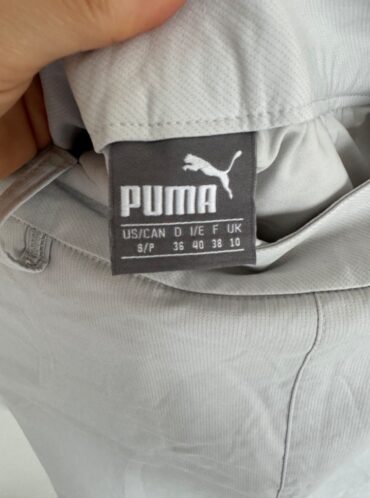 PUMA
US/CAN D I/E F UK
S/P 36 40 38 10